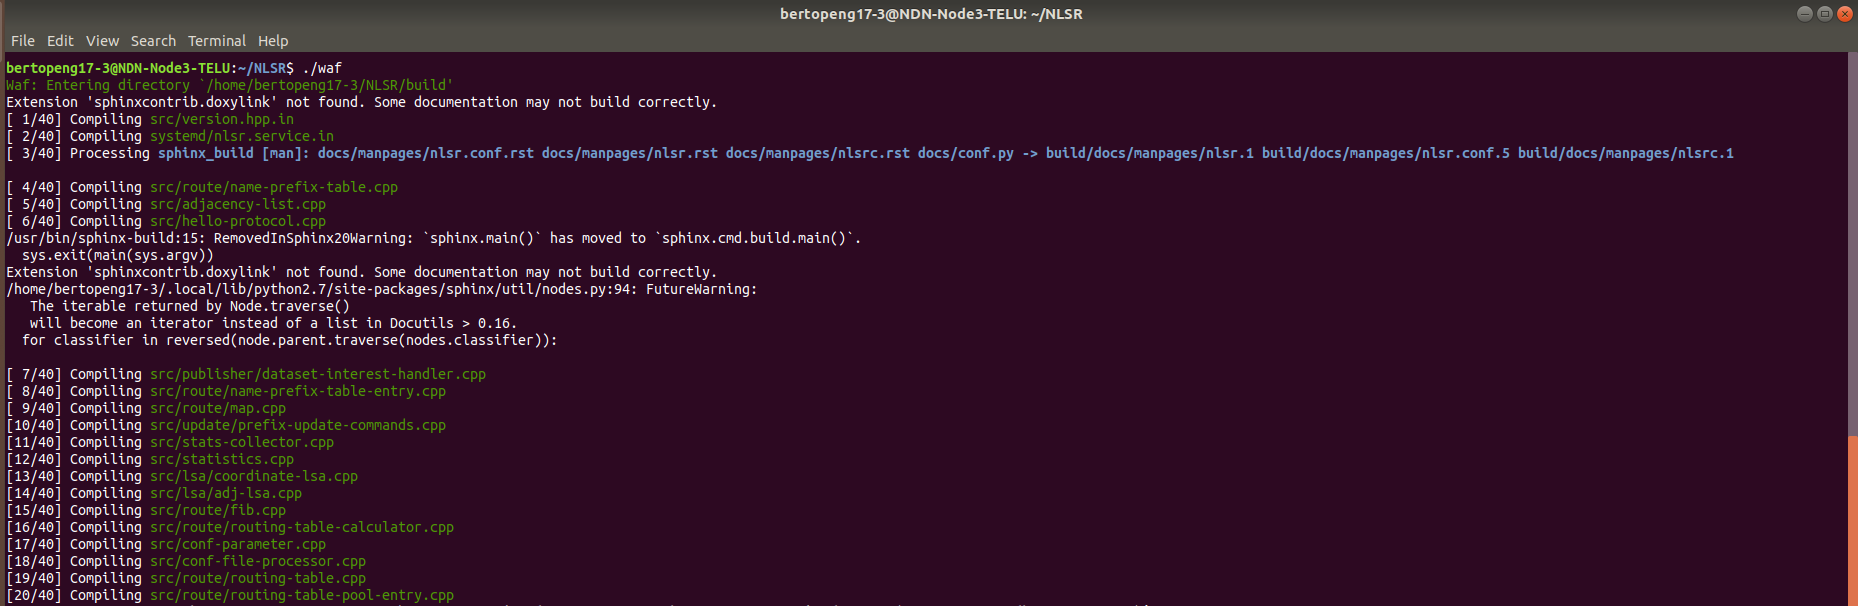 bertopeng17-3@NDN-Node3-TELU: ~/NLSR
File Edit View Search Terminal Help
bertopeng17-3@NDN-Node3-TELU:~/NLSR$ ./waf
Waf: Entering directory `/home/bertopeng17-3/NLSR/build'
Extension 'sphinxcontrib.doxylink' not found. Some documentation may not build correctly.
[ 1/40] Compiling src/version.hpp.in
[ 2/40] Compiling systemd/nlsr.service.in
[ 3/40] Processing sphinx_build [man]: docs/manpages/nlsr.conf.rst docs/manpages/nlsr.rst docs/manpages/nlsrc.rst docs/conf.py -> build/docs/manpages/nlsr.1 build/docs/manpages/nlsr.conf.5 build/docs/manpages/nlsrc.1
[ 4/40] Compiling src/route/name-prefix-table.cpp
[ 5/40] Compiling src/adjacency-list.cpp
[ 6/40] Compiling src/hello-protocol.cpp
/usr/bin/sphinx-build:15: RemovedInSphinx20Warning: `sphinx.main()` has moved to `sphinx.cmd.build.main()`.
  sys.exit(main(sys.argv))
Extension 'sphinxcontrib.doxylink' not found. Some documentation may not build correctly.
/home/bertopeng17-3/.local/lib/python2.7/site-packages/sphinx/util/nodes.py:94: FutureWarning:
   The iterable returned by Node.traverse()
   will become an iterator instead of a list in Docutils > 0.16.
  for classifier in reversed(node.parent.traverse(nodes.classifier)):
[ 7/40] Compiling src/publisher/dataset-interest-handler.cpp
[ 8/40] Compiling src/route/name-prefix-table-entry.cpp
[ 9/40] Compiling src/route/map.cpp
[10/40] Compiling src/update/prefix-update-commands.cpp
[11/40] Compiling src/stats-collector.cpp
[12/40] Compiling src/statistics.cpp
[13/40] Compiling src/lsa/coordinate-lsa.cpp
[14/40] Compiling src/lsa/adj-lsa.cpp
[15/40] Compiling src/route/fib.cpp
[16/40] Compiling src/route/routing-table-calculator.cpp
[17/40] Compiling src/conf-parameter.cpp
[18/40] Compiling src/conf-file-processor.cpp
[19/40] Compiling src/route/routing-table.cpp
[20/40] Compiling src/route/routing-table-pool-entry.cpp